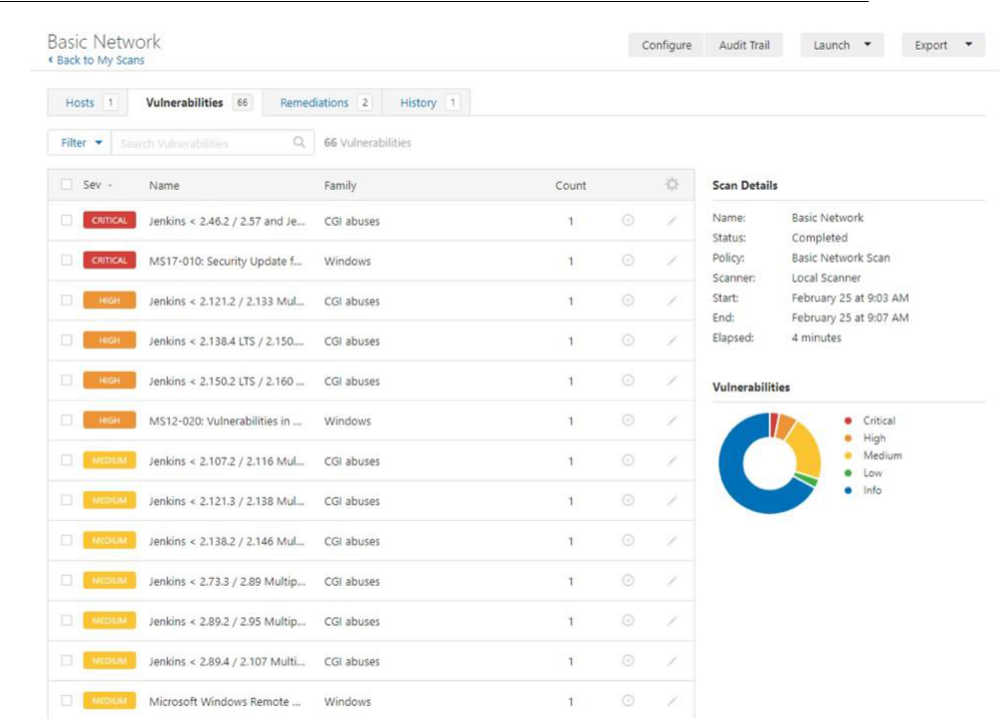 Basic Network
Back to My Scans
Configure
Audit Trail
Launch
Export
Hosts 1
Vulnerabilities 66
Remediations 2
History 1
Filter
Search Vulnerabilities
66 Vulnerabilities
Sev Name Family Count
CRITICAL Jenkins < 2.46.2 / 2.57 and Je... CGI abuses 1
CRITICAL MS17-010: Security Update f... Windows 1
HIGH Jenkins < 2.121.2 / 2.133 Mul... CGI abuses 1
HIGH Jenkins < 2.138.4 LTS / 2.150.... CGI abuses 1
HIGH Jenkins < 2.150.2 LTS / 2.160 ... CGI abuses 1
HIGH MS12-020: Vulnerabilities in ... Windows 1
MEDIUM Jenkins < 2.107.2 / 2.116 Mul... CGI abuses 1
MEDIUM Jenkins < 2.121.3 / 2.138 Mul... CGI abuses 1
MEDIUM Jenkins < 2.138.2 / 2.146 Mul... CGI abuses 1
MEDIUM Jenkins < 2.73.3 / 2.89 Multip... CGI abuses 1
MEDIUM Jenkins < 2.89.2 / 2.95 Multip... CGI abuses 1
MEDIUM Jenkins < 2.89.4 / 2.107 Multi... CGI abuses 1
MEDIUM Microsoft Windows Remote ... Windows 1
Scan Details
Name: Basic Network
Status: Completed
Policy: Basic Network Scan
Scanner: Local Scanner
Start: February 25 at 9:03 AM
End: February 25 at 9:07 AM
Elapsed: 4 minutes
Vulnerabilities
Critical
High
Medium
Low
Info